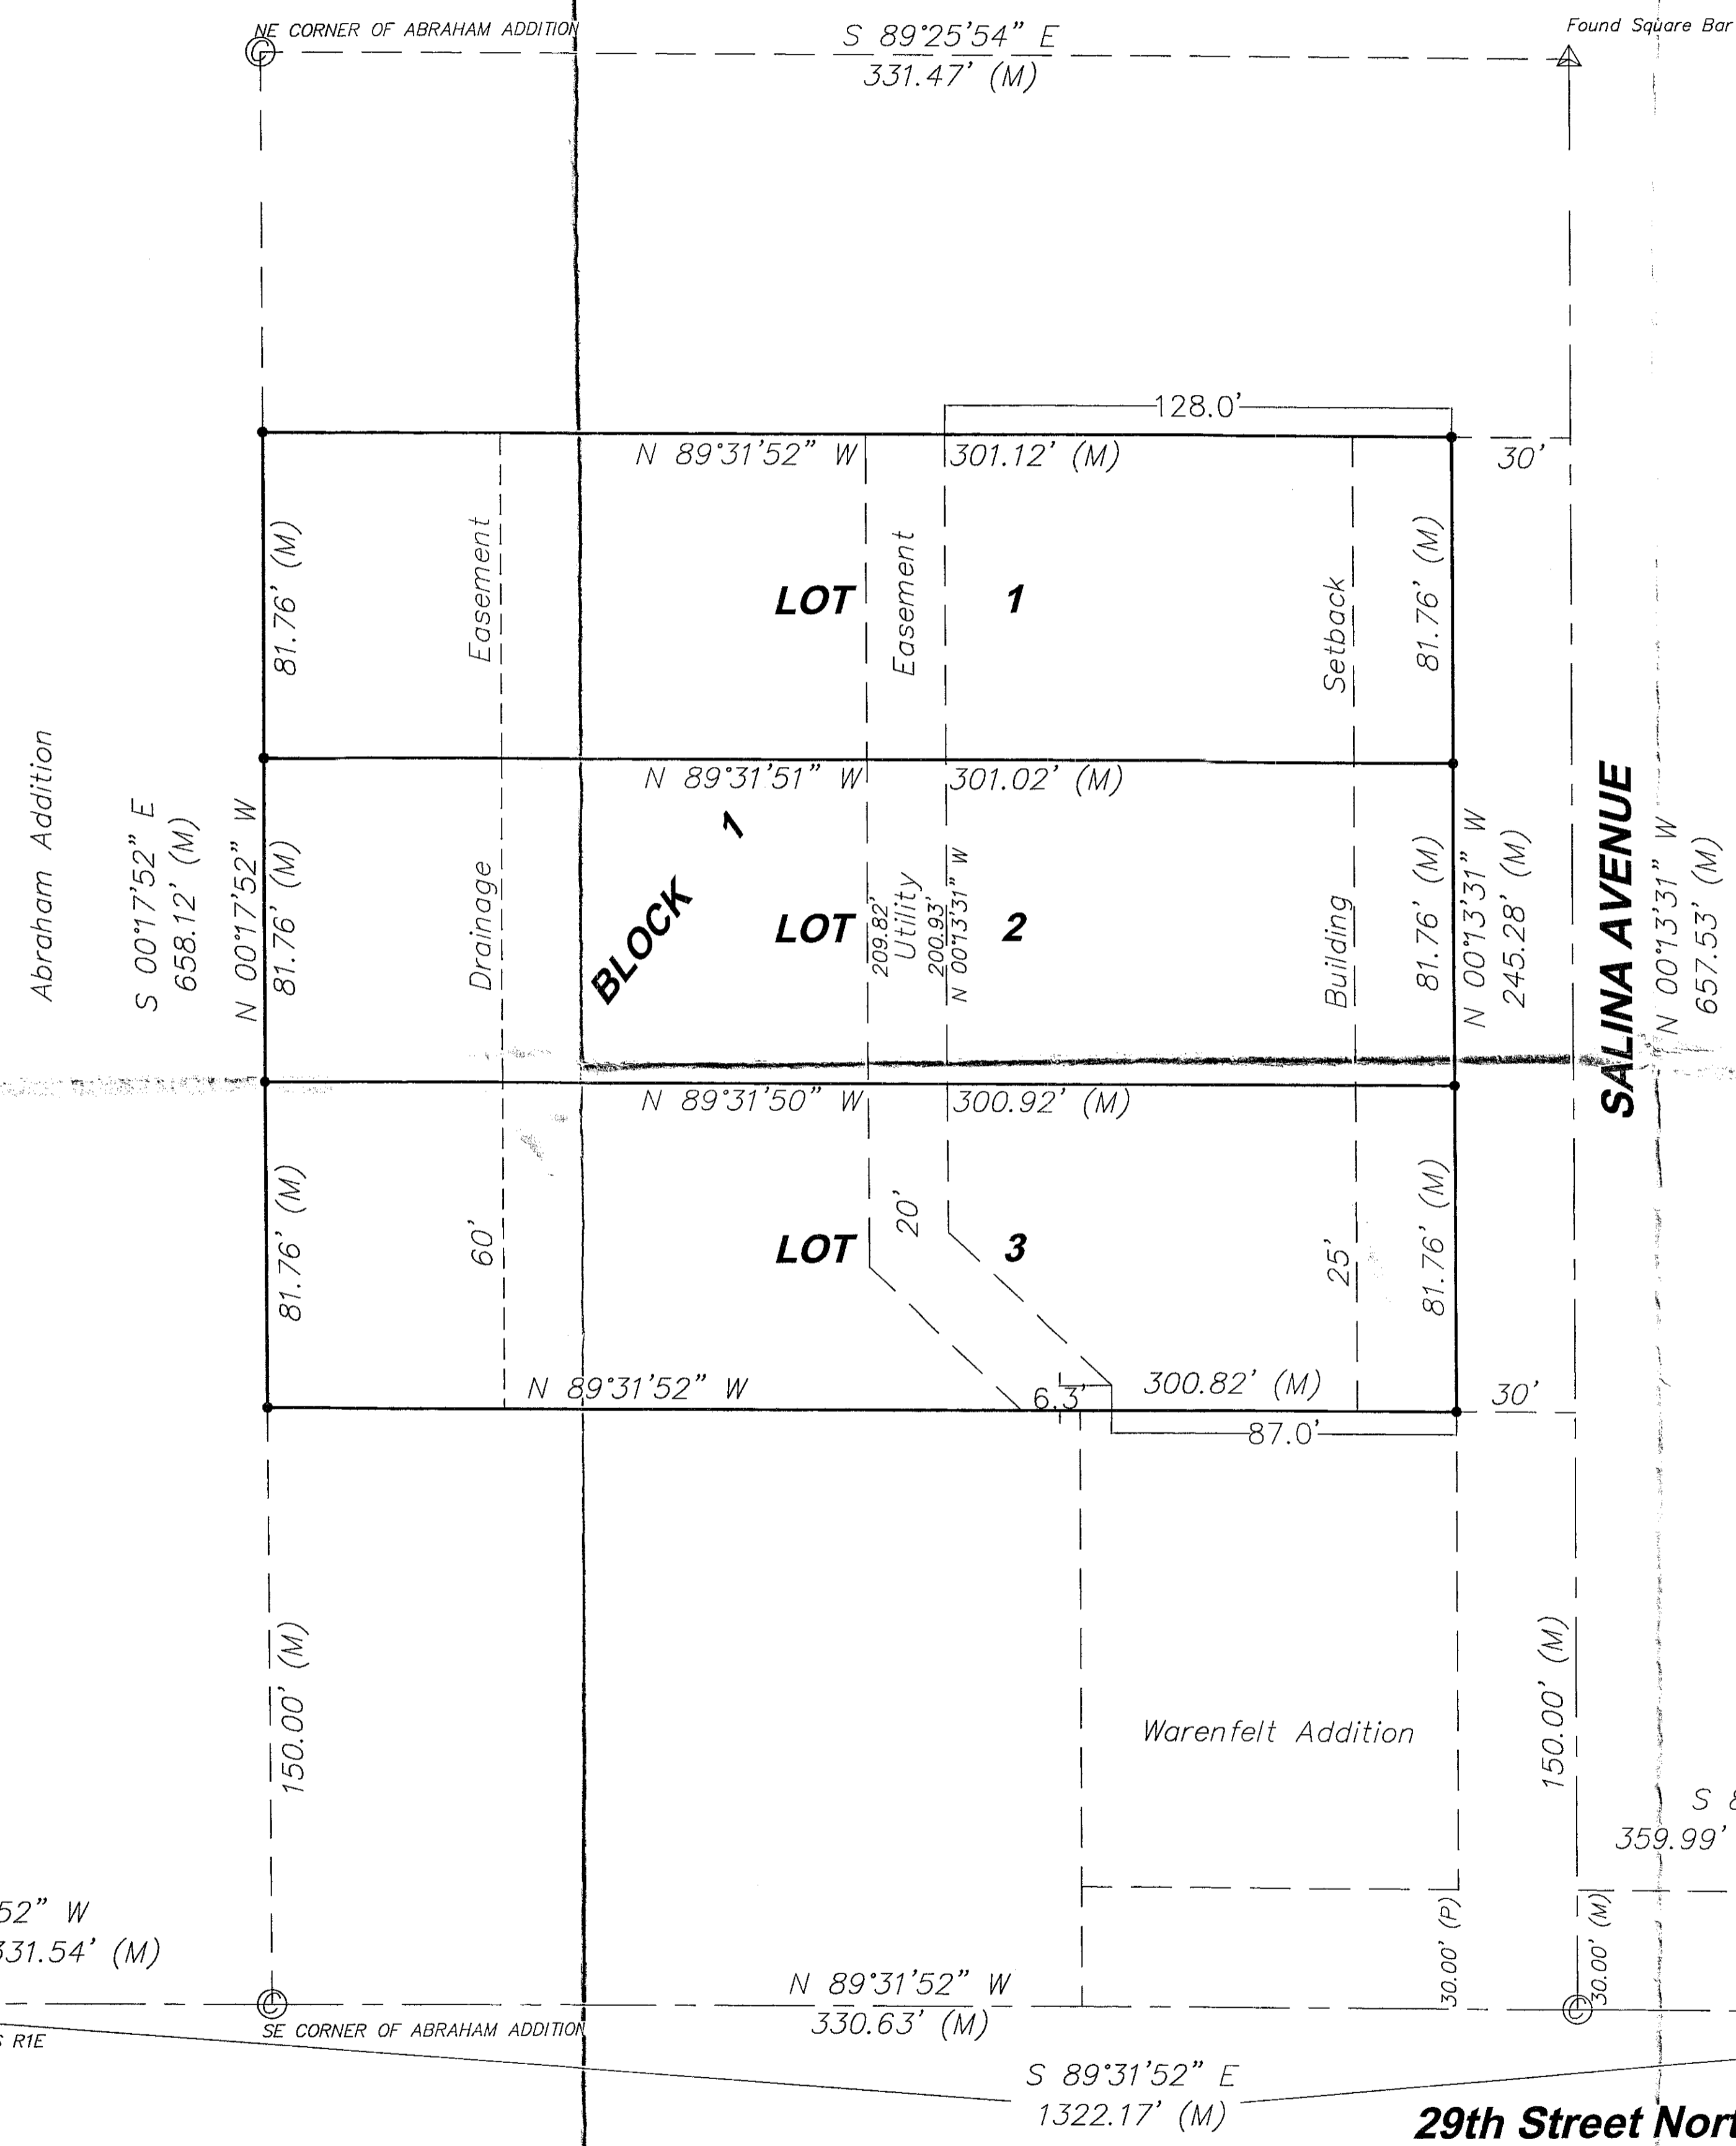 NE CORNER OF ABRAHAM ADDITION
S 89°25'54" E
331.47' (M)
Found Square Bar
128.0'
N 89°31'52" W
301.12' (M)
30'
81.76' (M)
Easement
Easement
Setback
81.76' (M)
LOT 1
N 89°31'51" W
301.02' (M)
Abraham Addition
S 00°17'52" E
658.12' (M)
N 00°17'52" W
81.76' (M)
Drainage
BLOCK 1
LOT 2
209.82'
Utility
200.93'
N 00°13'31" W
Building
81.76' (M)
N 00°13'31" W
245.28' (M)
SALINA AVENUE
N 00°13'31" W
657.53' (M)
N 89°31'50" W
300.92' (M)
81.76' (M)
60'
LOT 3
20'
25'
81.76' (M)
N 89°31'52" W
6.3'
300.82' (M)
30'
87.0'
150.00' (M)
Warenfelt Addition
150.00' (M)
S 8
359.99'
52" W
331.54' (M)
30.00' (P)
30.00' (M)
N 89°31'52" W
330.63' (M)
SE CORNER OF ABRAHAM ADDITION
R1E
S 89°31'52" E
1322.17' (M)
29th Street Nort